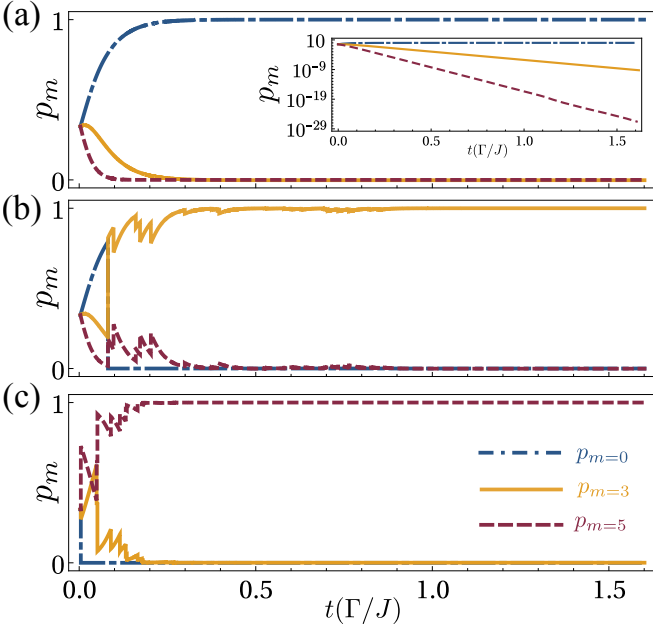 (a)
1
p_m
0
10
10⁻⁹
10⁻¹⁹
10⁻²⁹
p_m
0.0 0.5 1.0 1.5
t(Γ/J)
(b)
1
p_m
0
(c)
1
p_m
0
p_{m=0}
p_{m=3}
p_{m=5}
0.0 0.5 1.0 1.5
t(Γ/J)